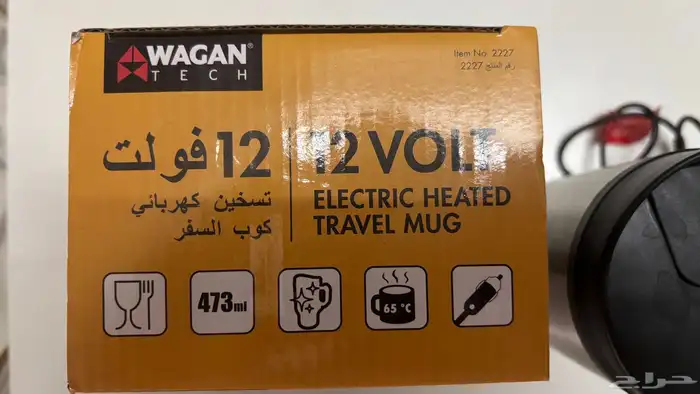 WAGAN®
TECH
Item No. 2227
رقم المنتج 2227
12 فولت
تسخين كهربائي
كوب السفر
12 VOLT
ELECTRIC HEATED
TRAVEL MUG
473ml
65 °C
حراج